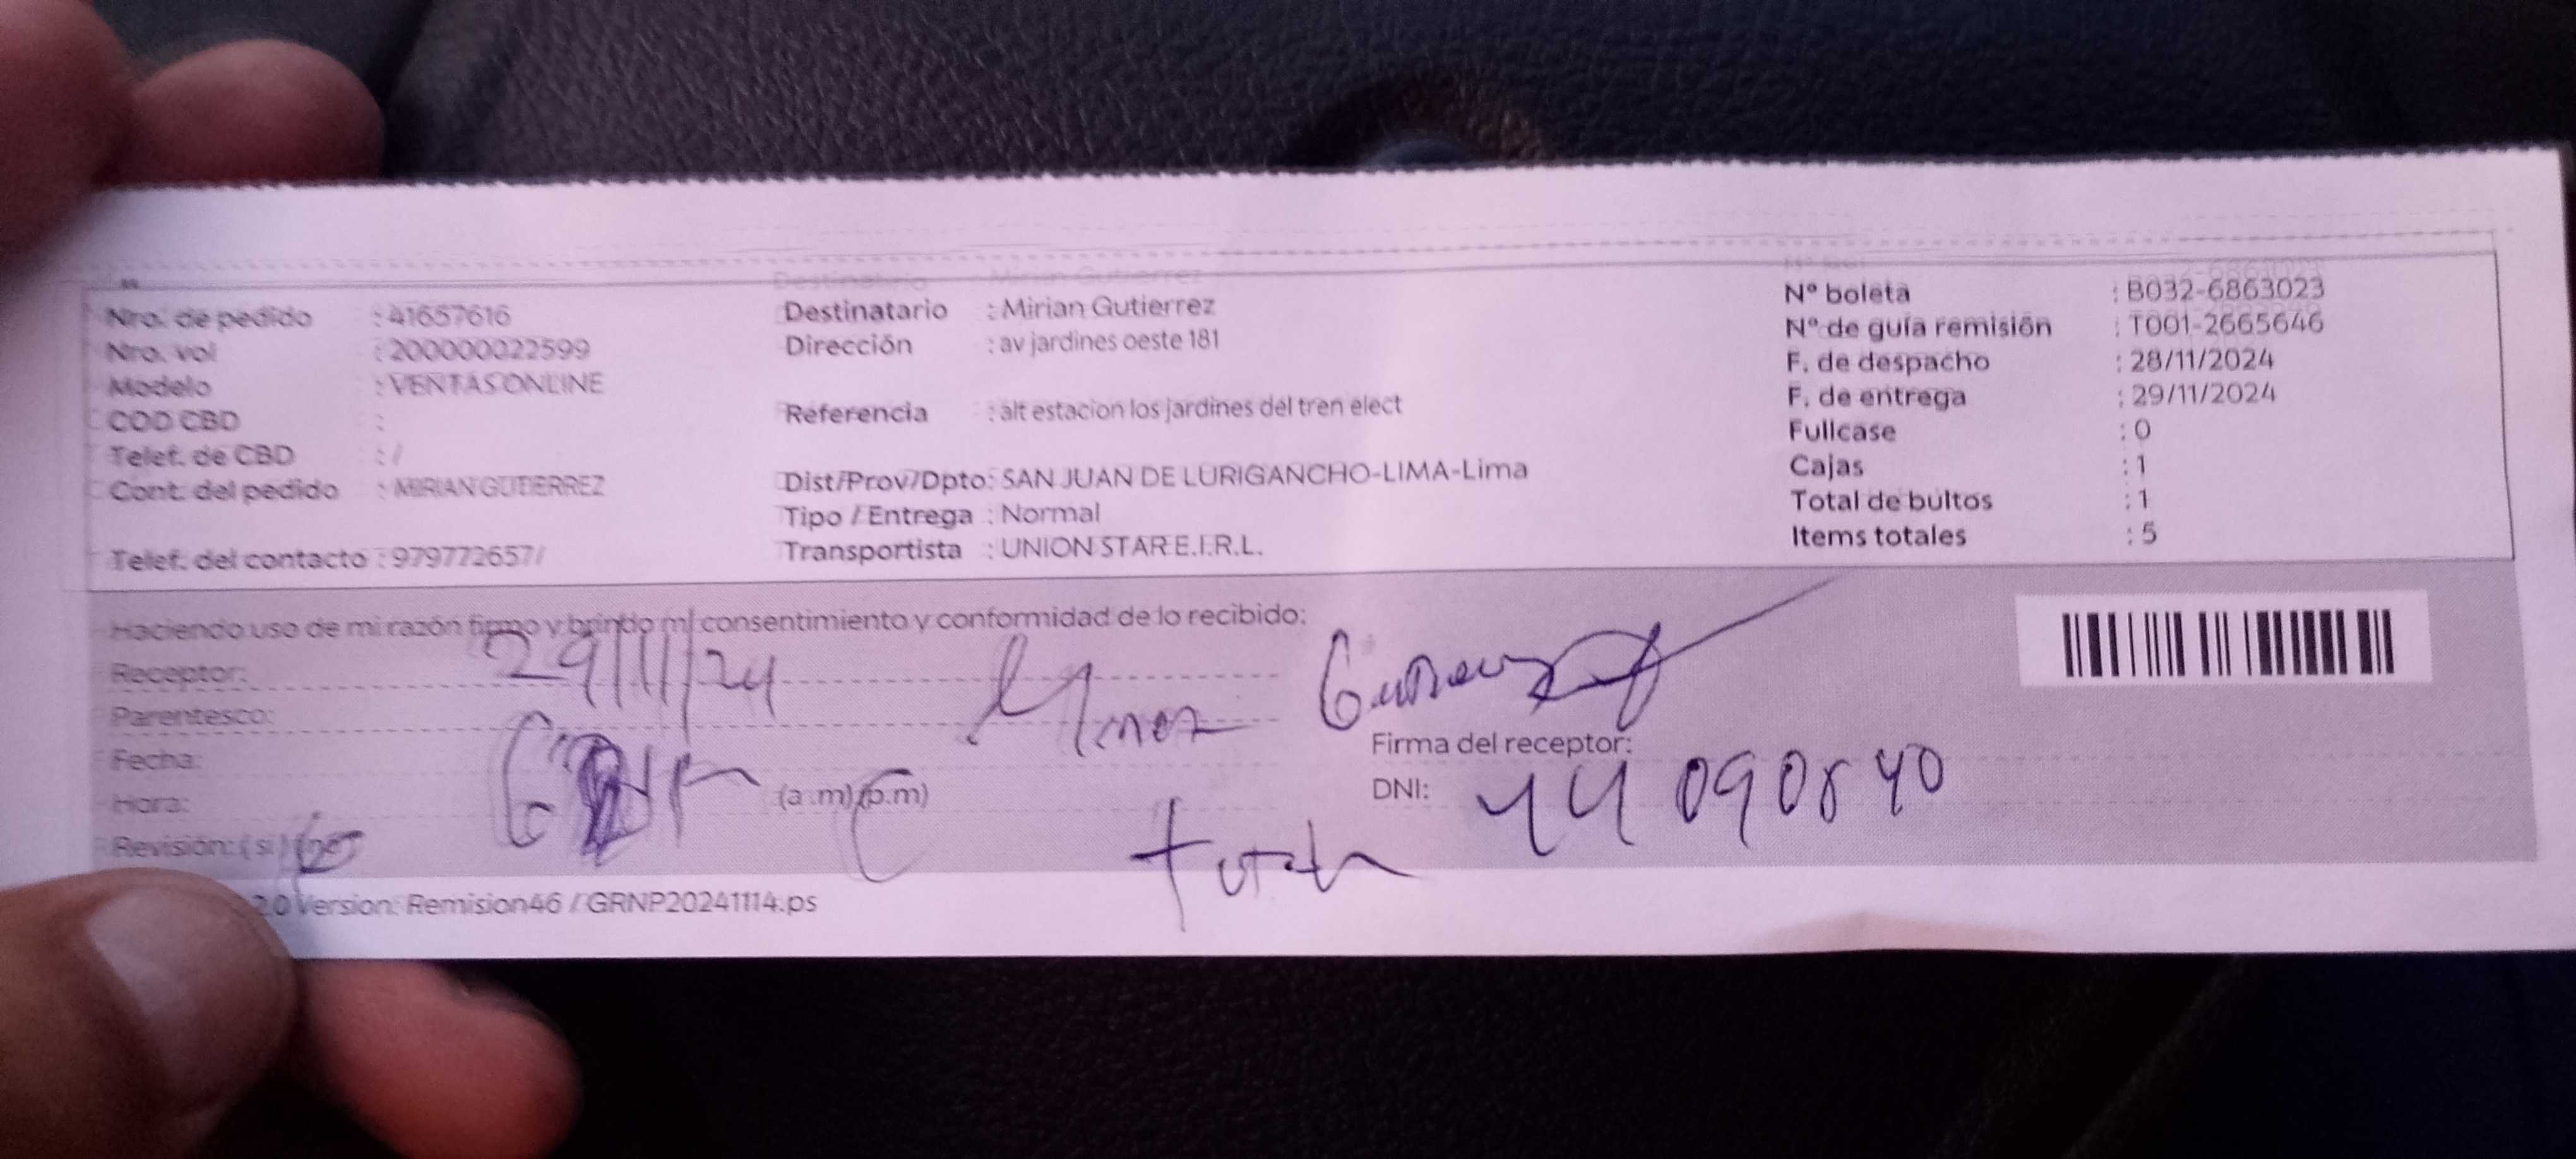 Nro. de pedido : 41657616
Nro. vol : 200000022599
Modelo : VENTAS ONLINE
COD CBD :
Telef. de CBD : /
Cont. del pedido : MIRIAN GUTIERREZ
Telef. del contacto : 979772657/
Destinatario : Mirian Gutierrez
Dirección : av jardines oeste 181
Referencia : alt estacion los jardines del tren elect
Dist/Prov/Dpto: SAN JUAN DE LURIGANCHO-LIMA-Lima
Tipo / Entrega : Normal
Transportista : UNION STAR E.I.R.L.
N° boleta : B032-6863023
N° de guía remisión : T001-2665646
F. de despacho : 28/11/2024
F. de entrega : 29/11/2024
Fullcase : 0
Cajas : 1
Total de bultos : 1
Items totales : 5
Haciendo uso de mi razón firmo y brindo mi consentimiento y conformidad de lo recibido:
Receptor:
29/11/24
Parentesco:
Fecha:
Hora: (a.m) (p.m)
Revisión: ( si ) (no
Firma del receptor:
DNI: 44090840
2.0 Version: Remision46 / GRNP20241114.ps